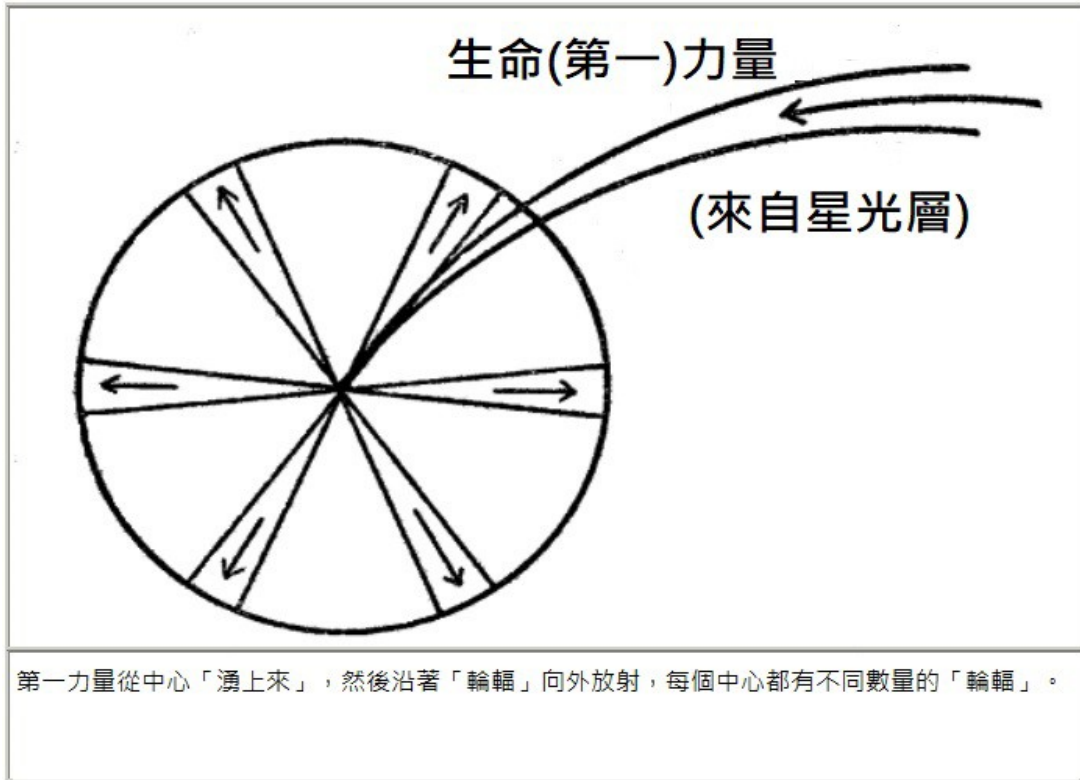 生命(第一)力量
(來自星光層)
第一力量從中心「湧上來」，然後沿著「輪輻」向外放射，每個中心都有不同數量的「輪輻」。